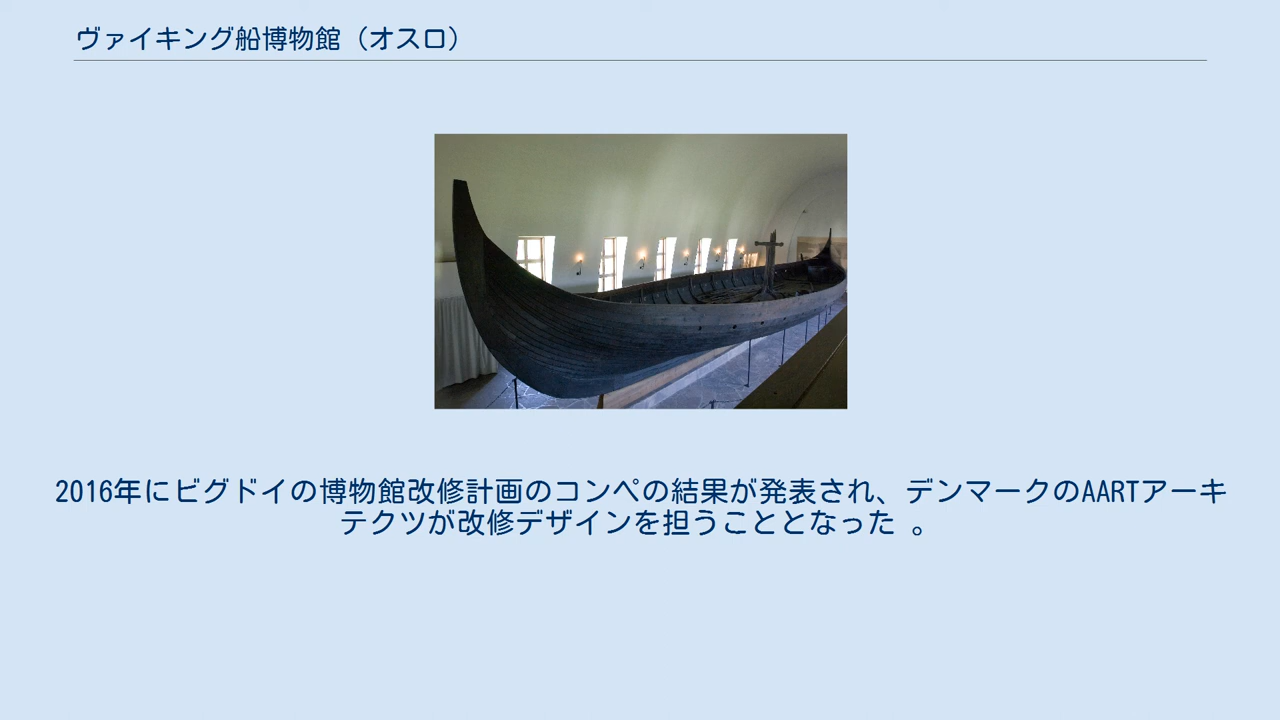 ヴァイキング船博物館（オスロ）
2016年にビグドイの博物館改修計画のコンペの結果が発表され、デンマークのAARTアーキ
テクツが改修デザインを担うこととなった 。